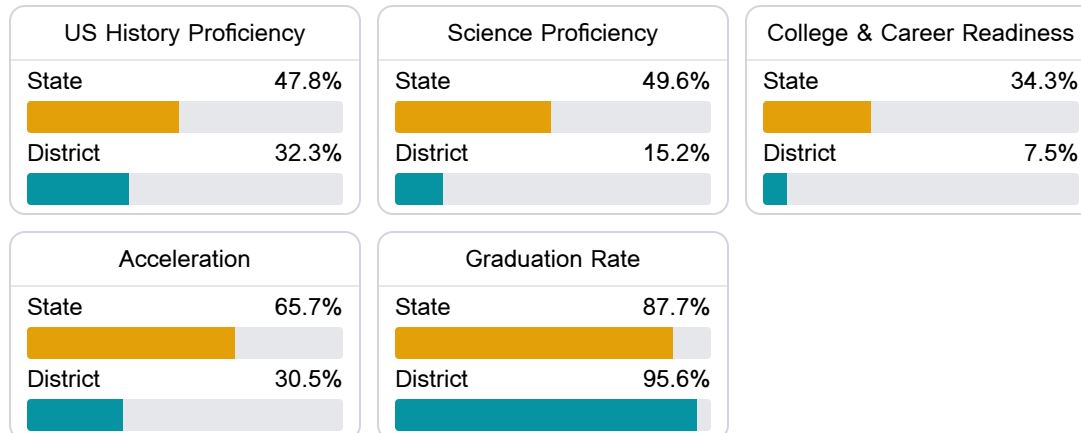 US History Proficiency
State 47.8%
District 32.3%
Science Proficiency
State 49.6%
District 15.2%
College & Career Readiness
State 34.3%
District 7.5%
Acceleration
State 65.7%
District 30.5%
Graduation Rate
State 87.7%
District 95.6%